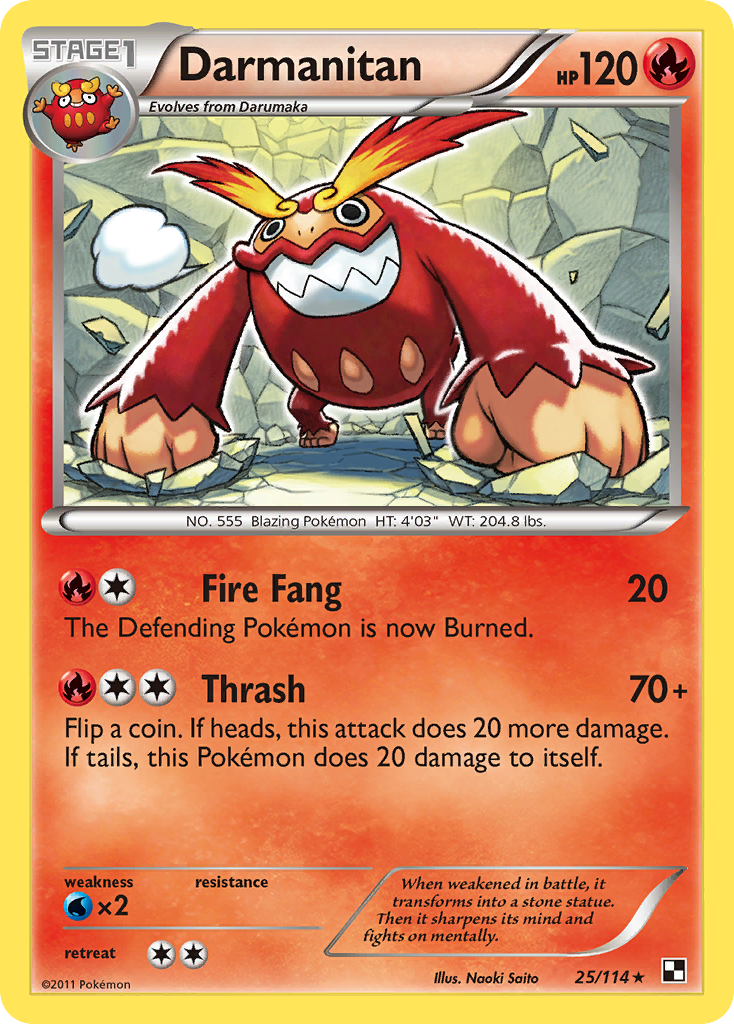 STAGE1
Darmanitan
HP120
Evolves from Darumaka
NO. 555 Blazing Pokémon HT: 4'03" WT: 204.8 lbs.
Fire Fang 20
The Defending Pokémon is now Burned.
Thrash 70+
Flip a coin. If heads, this attack does 20 more damage.
If tails, this Pokémon does 20 damage to itself.
weakness resistance
×2
retreat
When weakened in battle, it
transforms into a stone statue.
Then it sharpens its mind and
fights on mentally.
©2011 Pokémon
Illus. Naoki Saito
25/114 ★